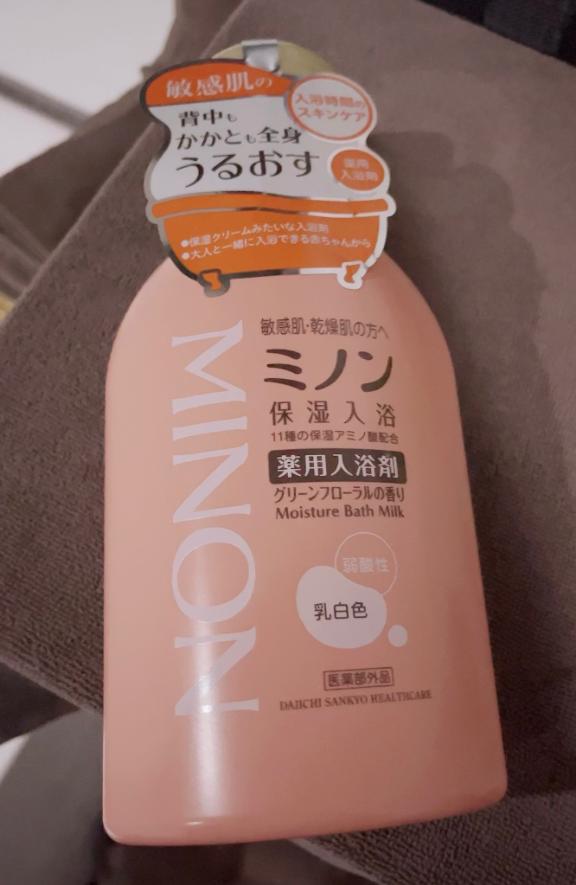 敏感肌の
入浴時間の
スキンケア
背中も
かかとも全身
うるおす
薬用
入浴剤
●保湿クリームみたいな入浴剤
●大人と一緒に入浴できる赤ちゃんから
MINON
敏感肌・乾燥肌の方へ
ミノン
保湿入浴
11種の保湿アミノ酸配合
薬用入浴剤
グリーンフローラルの香り
Moisture Bath Milk
弱酸性
乳白色
医薬部外品
DAIICHI SANKYO HEALTHCARE